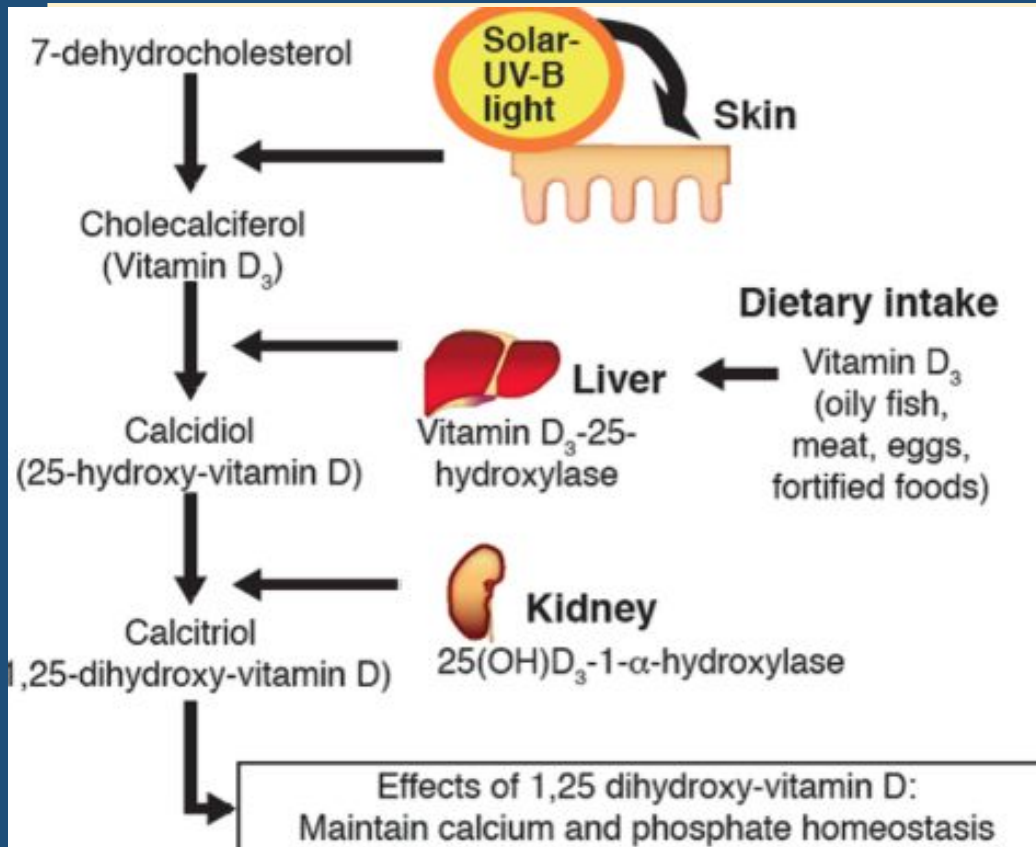 7-dehydrocholesterol
Solar-
UV-B
light
Skin
Cholecalciferol
(Vitamin D₃)
Dietary intake
Vitamin D₃
(oily fish,
meat, eggs,
fortified foods)
Liver
Vitamin D₃-25-
hydroxylase
Calcidiol
(25-hydroxy-vitamin D)
Kidney
25(OH)D₃-1-α-hydroxylase
Calcitriol
1,25-dihydroxy-vitamin D)
Effects of 1,25 dihydroxy-vitamin D:
Maintain calcium and phosphate homeostasis